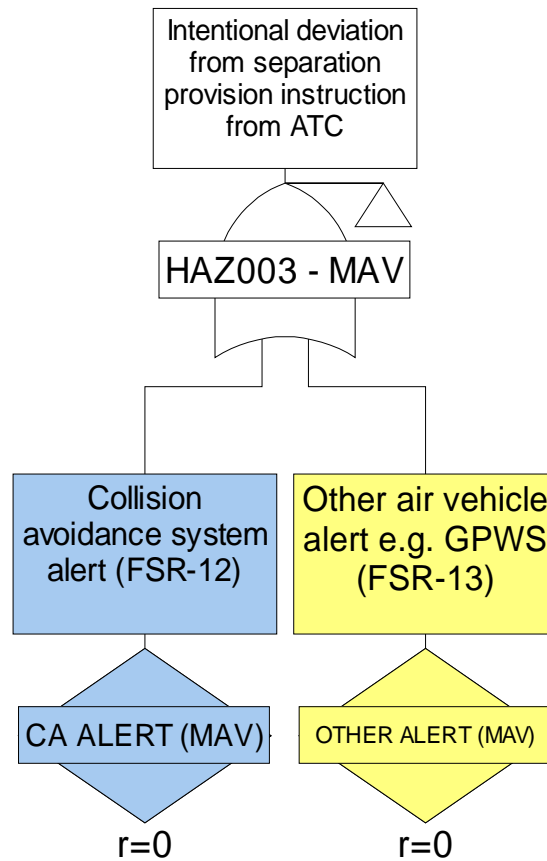 Intentional deviation
from separation
provision instruction
from ATC
HAZ003 - MAV
Collision
avoidance system
alert (FSR-12)
Other air vehicle
alert e.g. GPWS
(FSR-13)
CA ALERT (MAV)
OTHER ALERT (MAV)
r=0
r=0